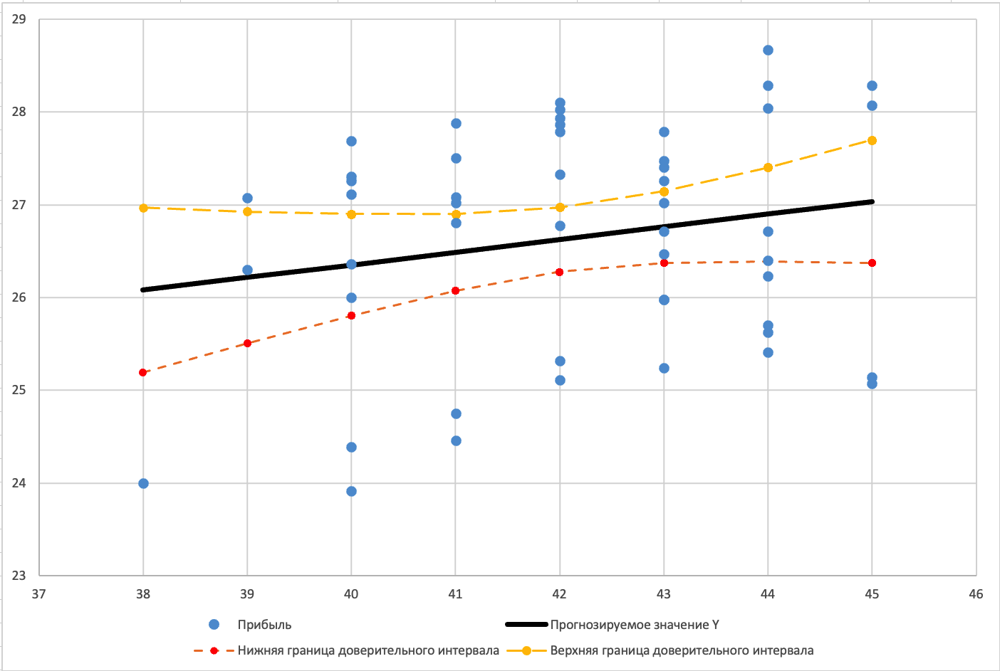 29
28
27
26
25
24
23
37 38 39 40 41 42 43 44 45 46
Прибыль Прогнозируемое значение Y
Нижняя граница доверительного интервала Верхняя граница доверительного интервала